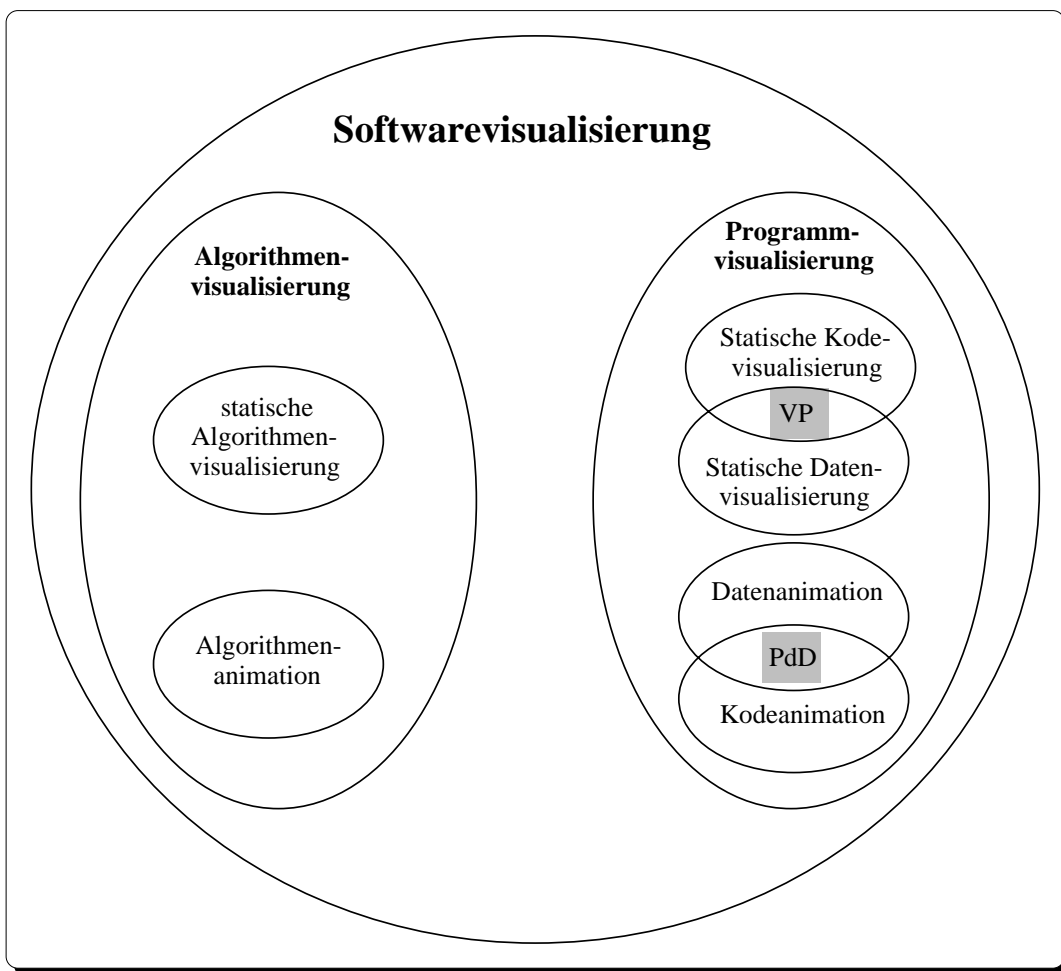 Softwarevisualisierung
Algorithmen-
visualisierung
statische
Algorithmen-
visualisierung
Algorithmen-
animation
Programm-
visualisierung
Statische Kode-
visualisierung
VP
Statische Daten-
visualisierung
Datenanimation
PdD
Kodeanimation